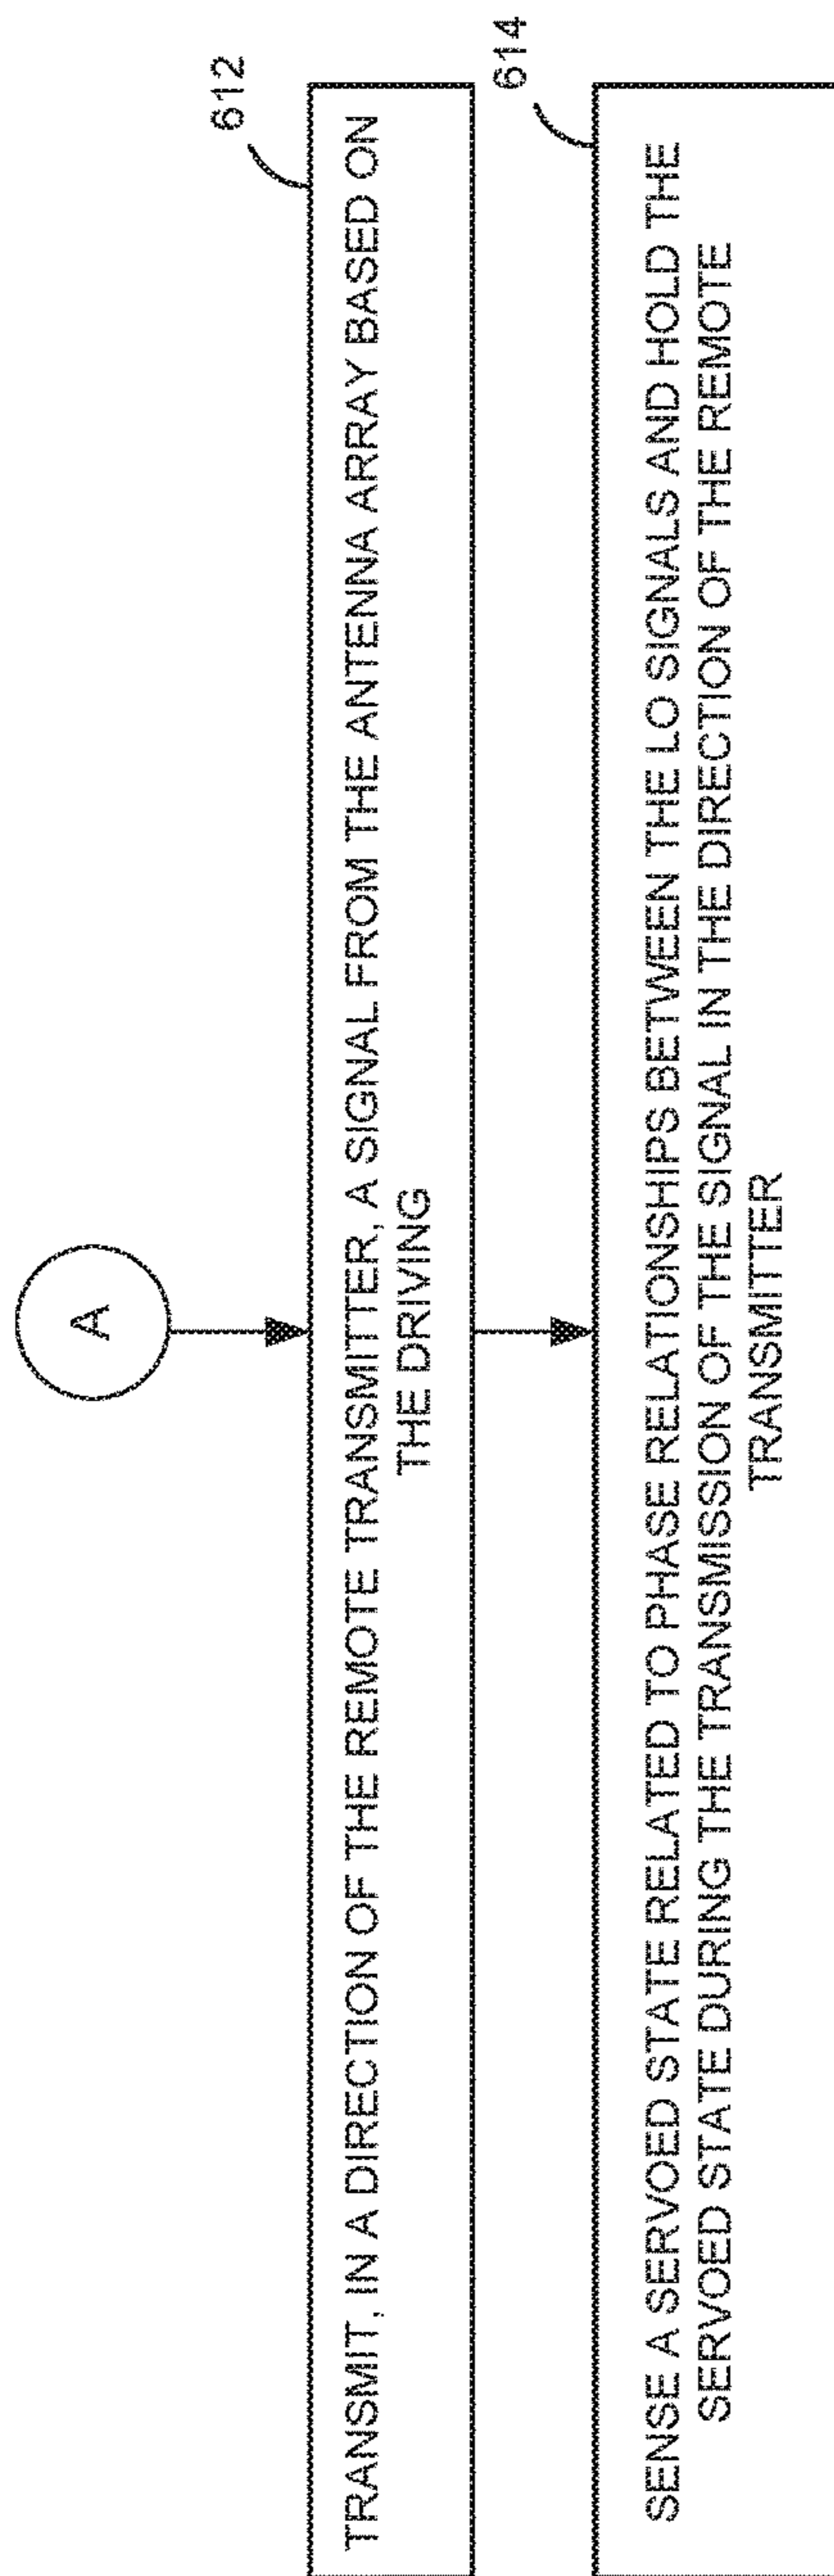 A
612
TRANSMIT, IN A DIRECTION OF THE REMOTE TRANSMITTER, A SIGNAL FROM THE ANTENNA ARRAY BASED ON
THE DRIVING
614
SENSE A SERVOED STATE RELATED TO PHASE RELATIONSHIPS BETWEEN THE LO SIGNALS AND HOLD THE
SERVOED STATE DURING THE TRANSMISSION OF THE SIGNAL IN THE DIRECTION OF THE REMOTE
TRANSMITTER